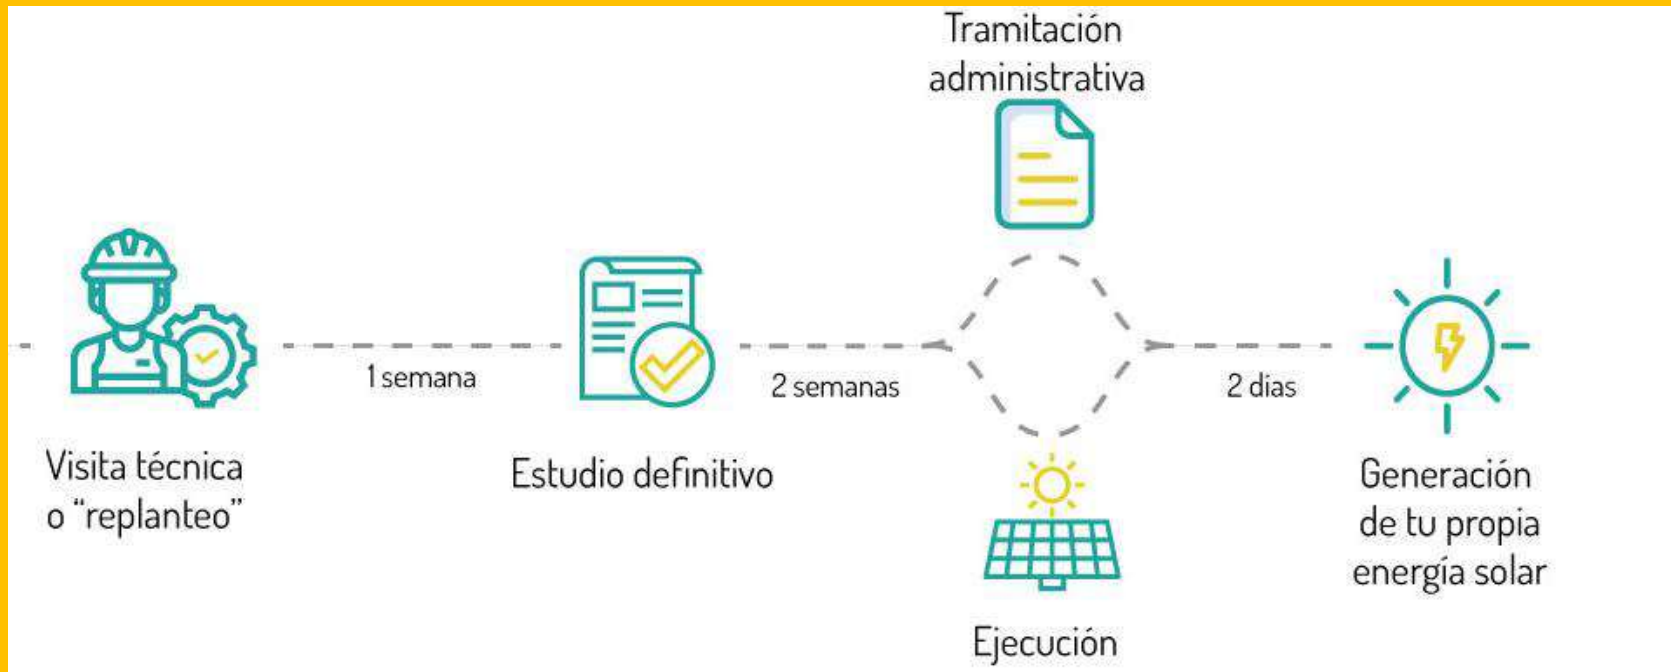 Visita técnica
o “replanteo”
1 semana
Estudio definitivo
2 semanas
Tramitación
administrativa
Ejecución
2 dias
Generación
de tu propia
energía solar